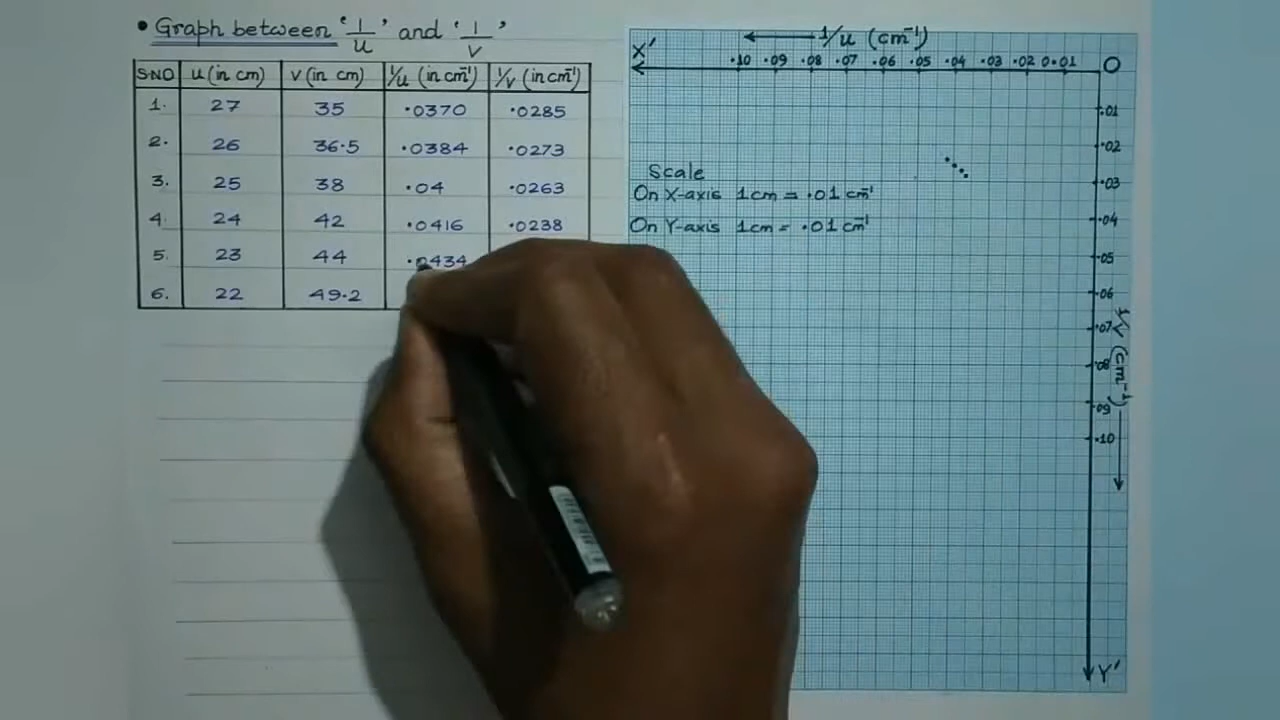 • Graph between ‘1/u’ and ‘1/v’
S·NO u (in cm) v (in cm) 1/u (in cm⁻¹) 1/v (in cm⁻¹)
1. 27 35 ·0370 ·0285
2. 26 36·5 ·0384 ·0273
3. 25 38 ·04 ·0263
4. 24 42 ·0416 ·0238
5. 23 44 ·0434
6. 22 49·2
1/u (cm⁻¹)
X'
·10 ·09 ·08 ·07 ·06 ·05 ·04 ·03 ·02 0·01 O
·01
·02
·03
·04
·05
·06
·07
·08
·09
·10
1/v (cm⁻¹)
Y'
Scale
On X-axis 1cm = ·01 cm⁻¹
On Y-axis 1cm = ·01 cm⁻¹